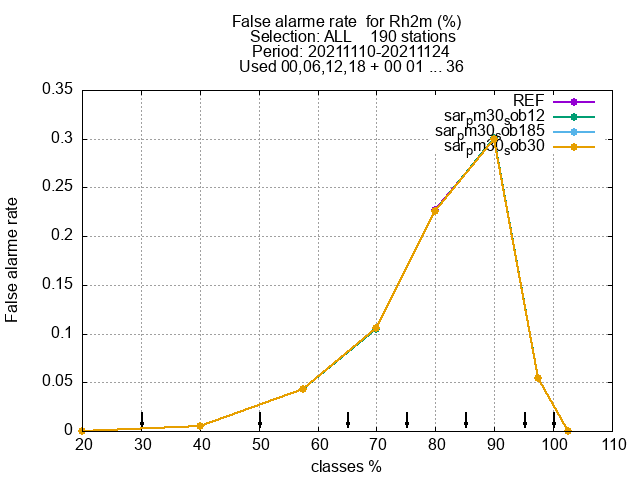 False alarme rate  for Rh2m (%)
Selection: ALL    190 stations
Period: 20211110-20211124
Used 00,06,12,18 + 00 01 ... 36
REF
sar_pm30_sob12
sar_pm30_sob185
sar_pm30_sob30
0.35
0.3
0.25
0.2
0.15
0.1
0.05
0
False alarme rate
20 30 40 50 60 70 80 90 100 110
classes %